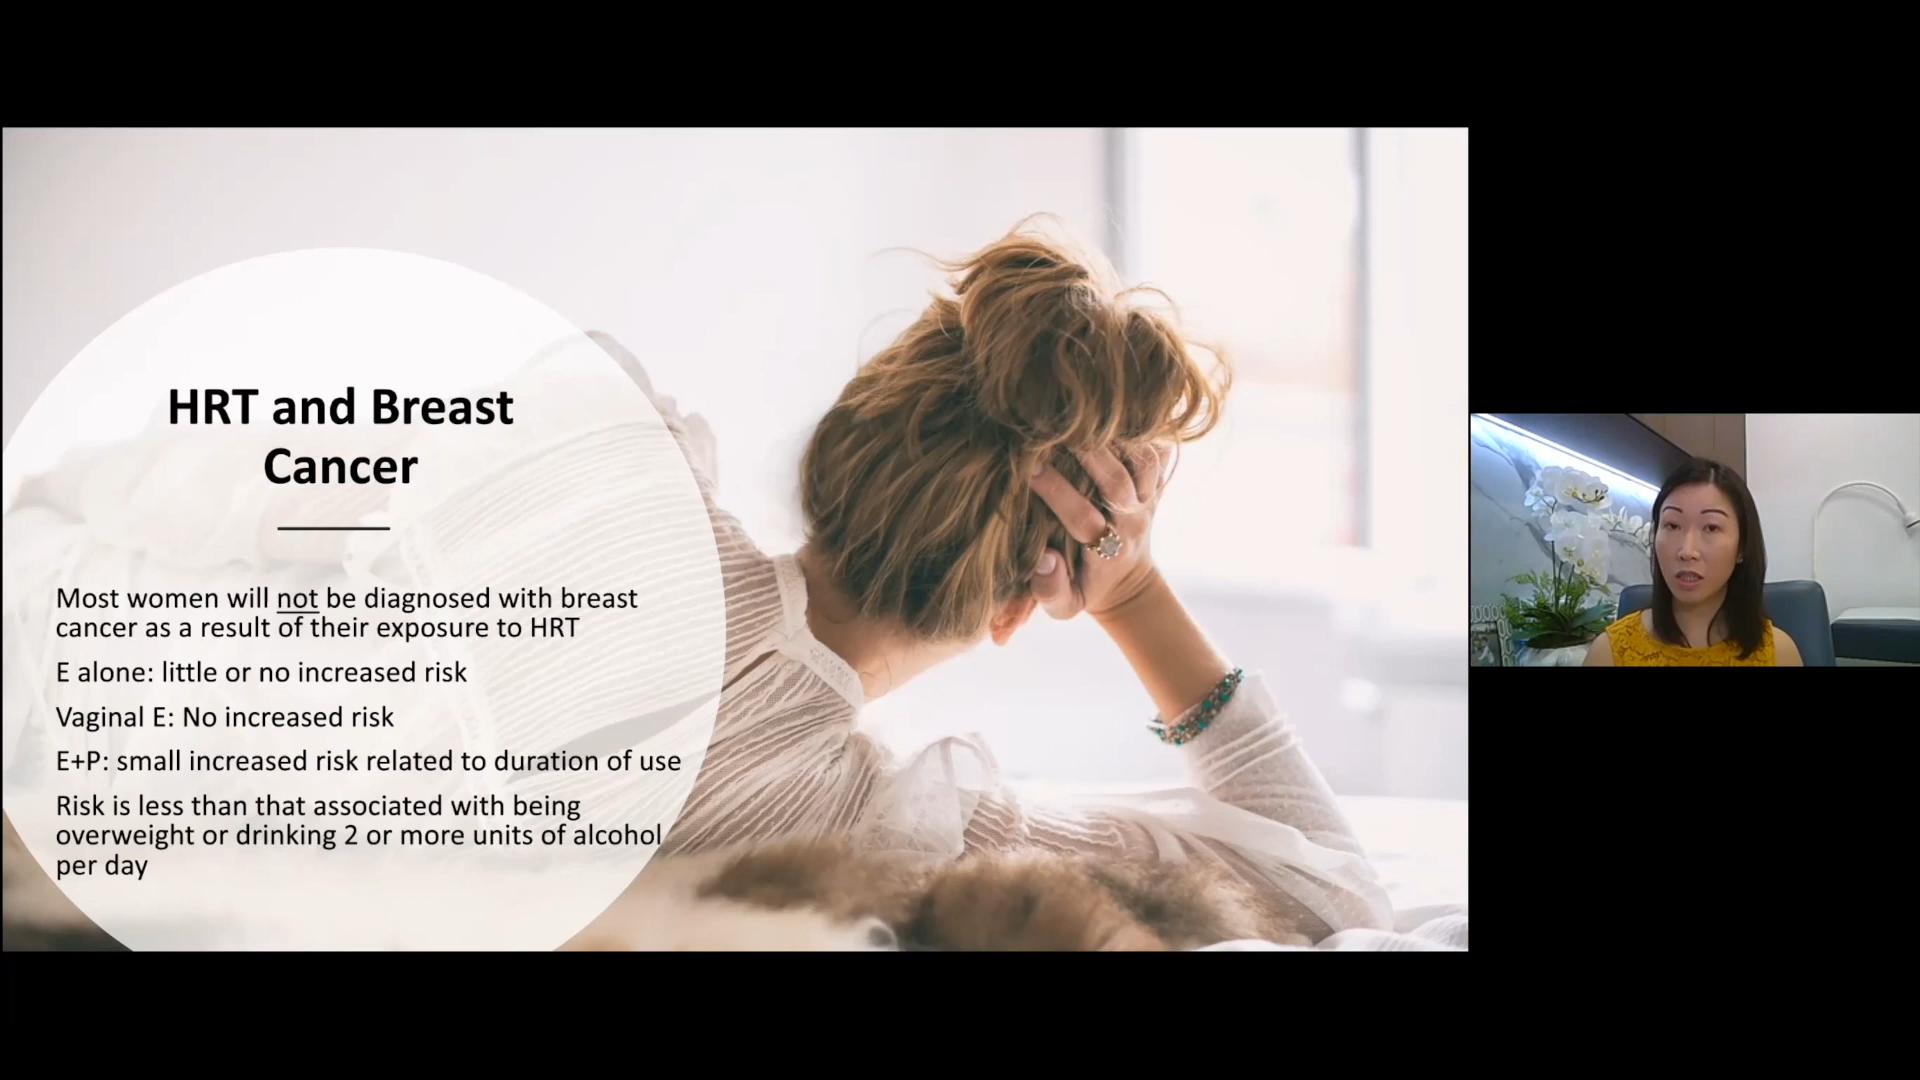 HRT and Breast
Cancer
Most women will not be diagnosed with breast
cancer as a result of their exposure to HRT
E alone: little or no increased risk
Vaginal E: No increased risk
E+P: small increased risk related to duration of use
Risk is less than that associated with being
overweight or drinking 2 or more units of alcohol
per day